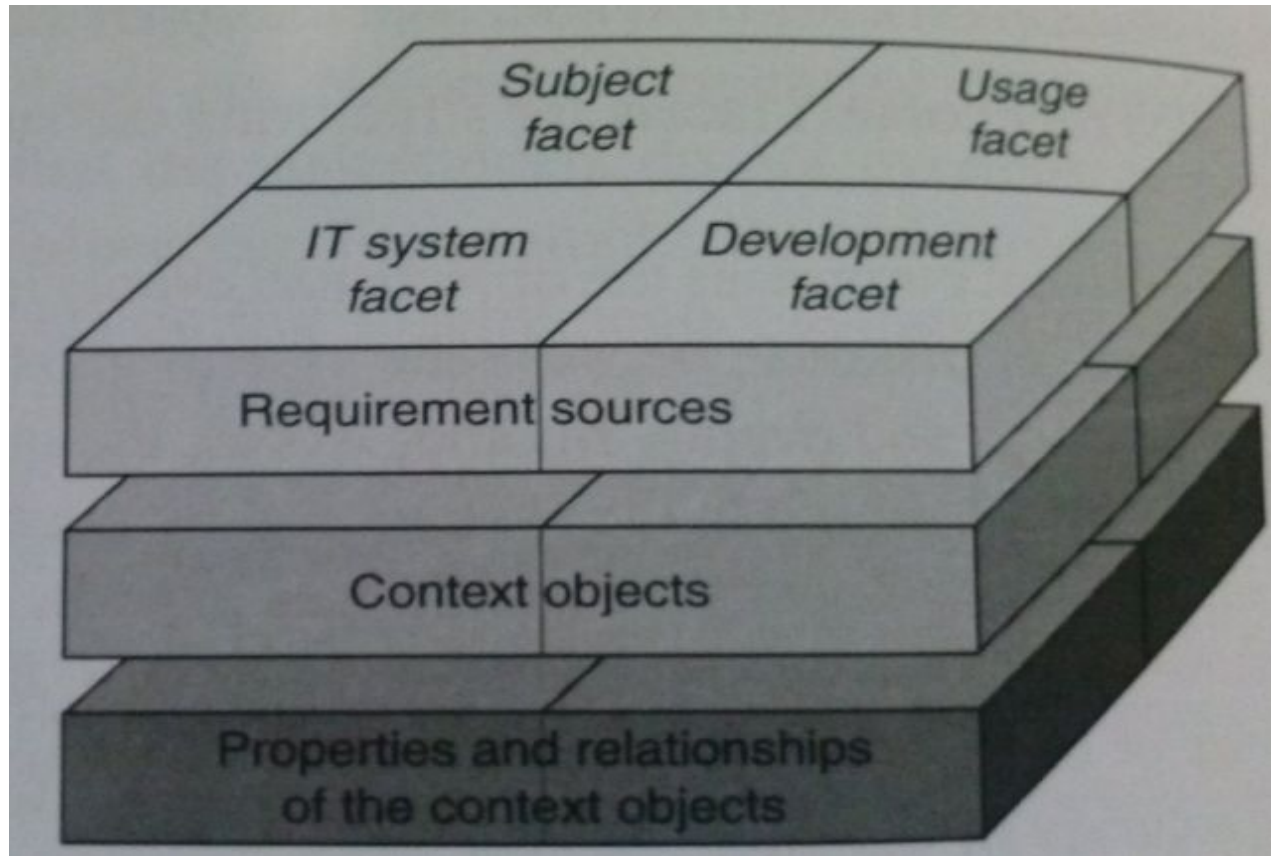 Subject
facet
Usage
facet
IT system
facet
Development
facet
Requirement sources
Context objects
Properties and relationships
of the context objects